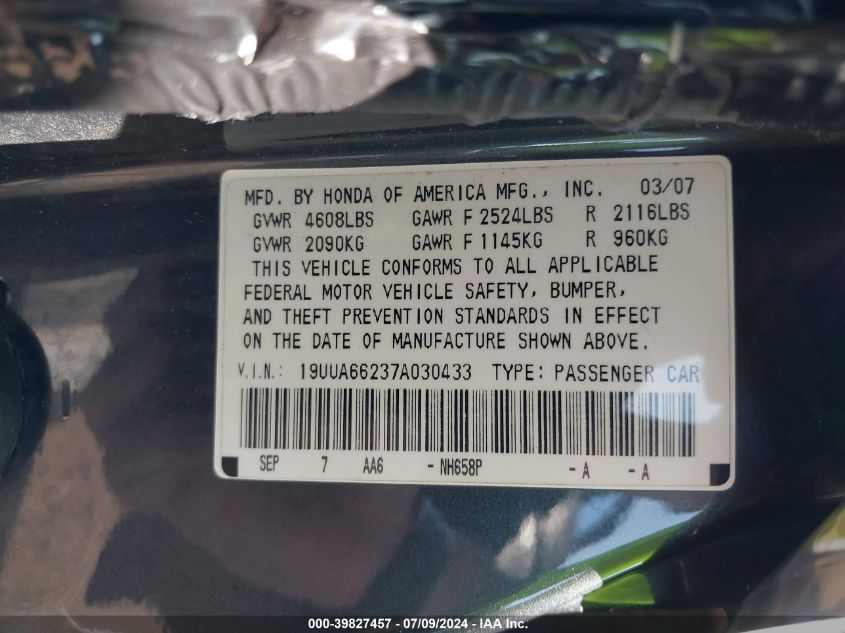 MFD. BY HONDA OF AMERICA MFG., INC. 03/07
GVWR 4608LBS GAWR F 2524LBS R 2116LBS
GVWR 2090KG GAWR F 1145KG R 960KG
THIS VEHICLE CONFORMS TO ALL APPLICABLE
FEDERAL MOTOR VEHICLE SAFETY, BUMPER,
AND THEFT PREVENTION STANDARDS IN EFFECT
ON THE DATE OF MANUFACTURE SHOWN ABOVE.
V.I.N.: 19UUA66237A030433 TYPE: PASSENGER CAR
SEP 7 AA6 -NH658P -A -A
000-39827457 - 07/09/2024 - IAA Inc.